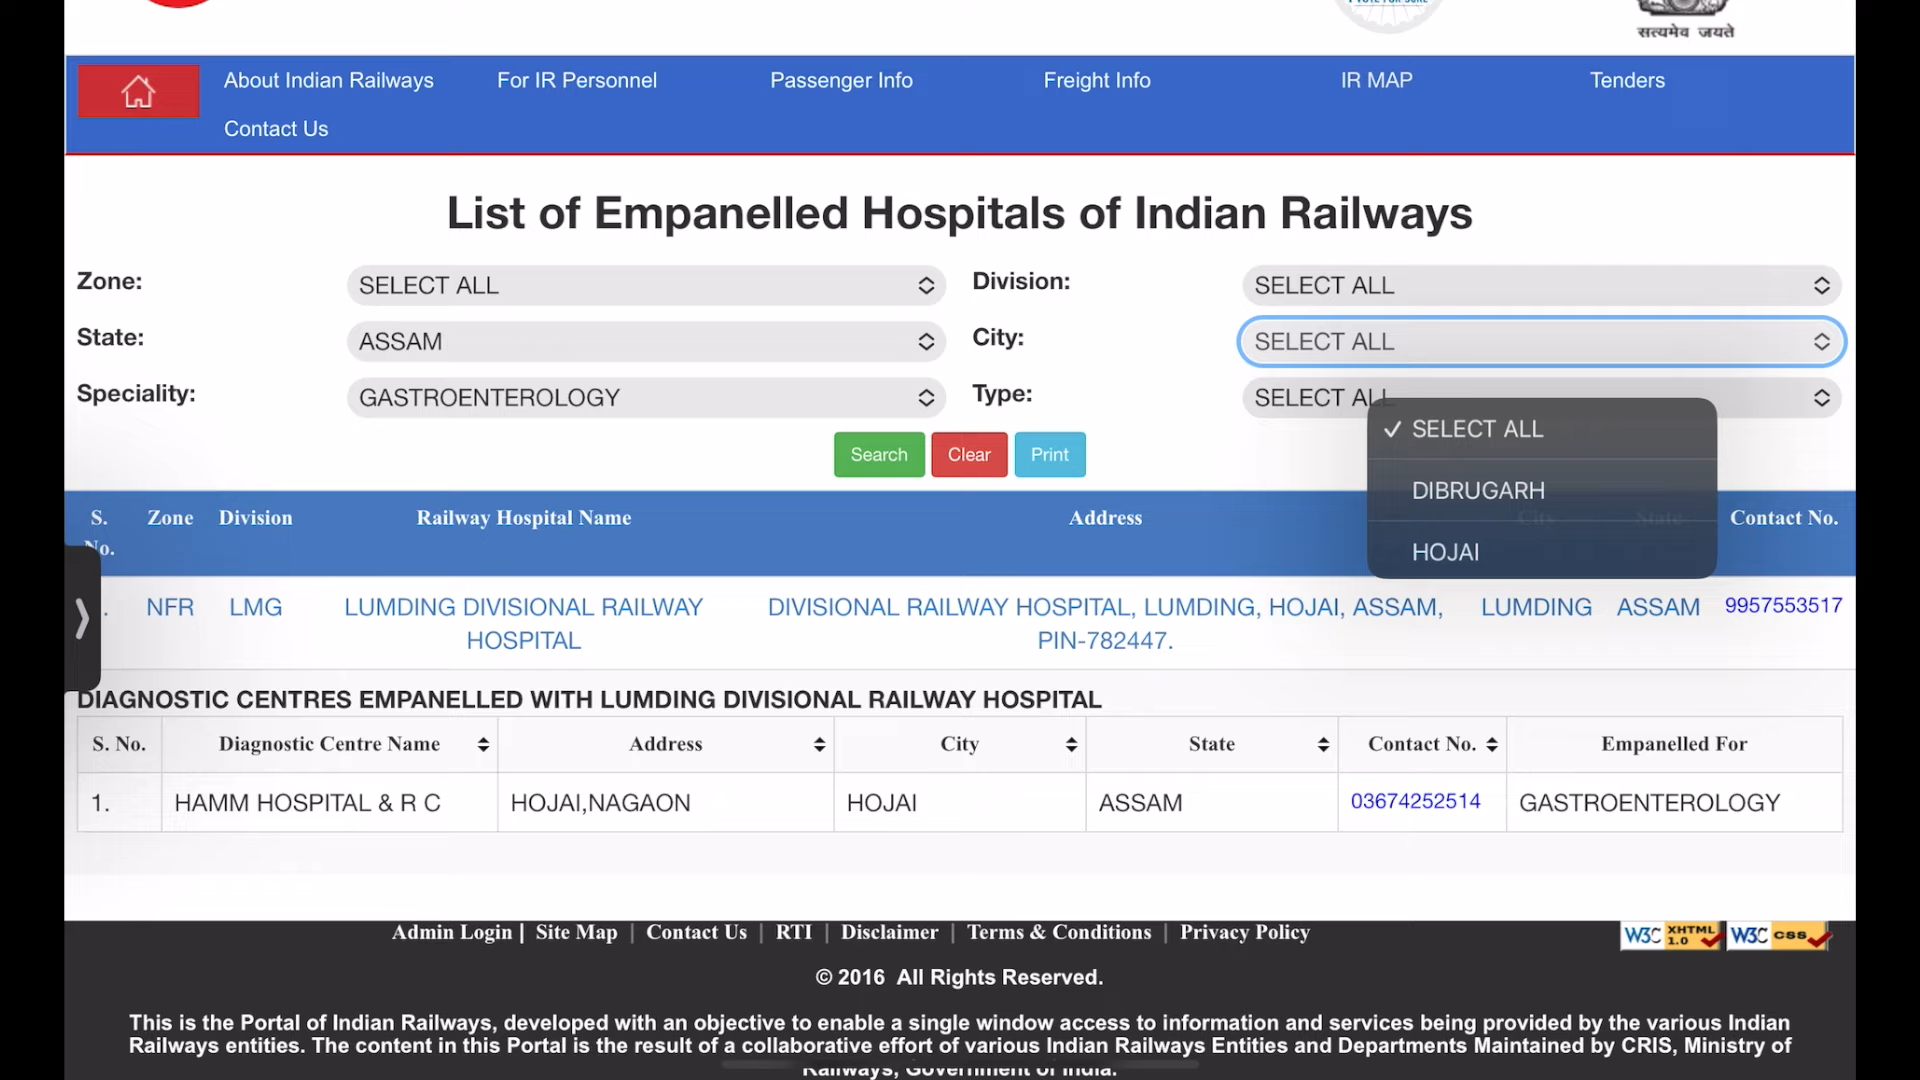 VOTE FOR SURE
सत्यमेव जयते
About Indian Railways For IR Personnel Passenger Info Freight Info IR MAP Tenders
Contact Us
List of Empanelled Hospitals of Indian Railways
Zone: SELECT ALL Division: SELECT ALL
State: ASSAM City: SELECT ALL
Speciality: GASTROENTEROLOGY Type: SELECT ALL
✓ SELECT ALL
DIBRUGARH
HOJAI
Search Clear Print
S. No. Zone Division Railway Hospital Name Address City State Contact No.
NFR LMG LUMDING DIVISIONAL RAILWAY DIVISIONAL RAILWAY HOSPITAL, LUMDING, HOJAI, ASSAM, LUMDING ASSAM 9957553517
HOSPITAL PIN-782447.
DIAGNOSTIC CENTRES EMPANELLED WITH LUMDING DIVISIONAL RAILWAY HOSPITAL
S. No. Diagnostic Centre Name Address City State Contact No. Empanelled For
1. HAMM HOSPITAL & R C HOJAI,NAGAON HOJAI ASSAM 03674252514 GASTROENTEROLOGY
Admin Login | Site Map | Contact Us | RTI | Disclaimer | Terms & Conditions | Privacy Policy
W3C XHTML 1.0 W3C CSS
© 2016 All Rights Reserved.
This is the Portal of Indian Railways, developed with an objective to enable a single window access to information and services being provided by the various Indian
Railways entities. The content in this Portal is the result of a collaborative effort of various Indian Railways Entities and Departments Maintained by CRIS, Ministry of
Railways, Government of India.